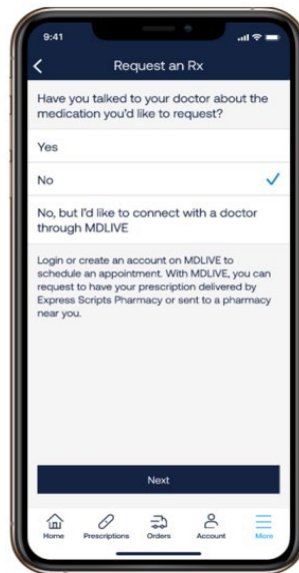 9:41
Request an Rx
Have you talked to your doctor about the
medication you'd like to request?
Yes
No
No, but I'd like to connect with a doctor
through MDLIVE
Login or create an account on MDLIVE to
schedule an appointment. With MDLIVE, you can
request to have your prescription delivered by
Express Scripts Pharmacy or sent to a pharmacy
near you.
Next
Home Prescriptions Orders Account More